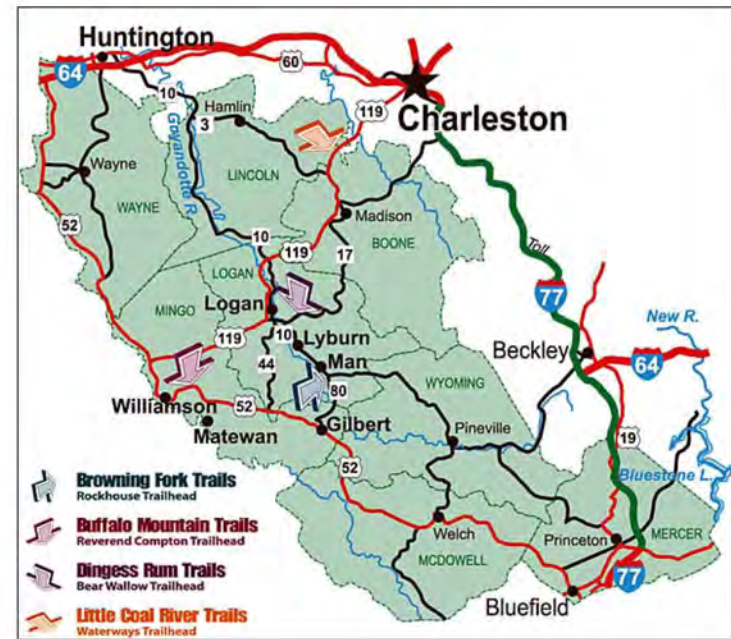 Huntington
64
60
10
119
Hamlin
3
Charleston
Guyandotte R.
Wayne
LINCOLN
WAYNE
Madison
52
BOONE
Toll
10
119
17
LOGAN
77
Logan
MINGO
New R.
10
Lyburn
Beckley
119
44
Man
64
80
WYOMING
Williamson
52
Gilbert
Pineville
19
Matewan
Bluestone L.
52
Browning Fork Trails
Rockhouse Trailhead
Buffalo Mountain Trails
Reverend Compton Trailhead
Welch
Princeton
MERCER
MCDOWELL
Dingess Rum Trails
Bear Wallow Trailhead
77
Bluefield
Little Coal River Trails
Waterways Trailhead